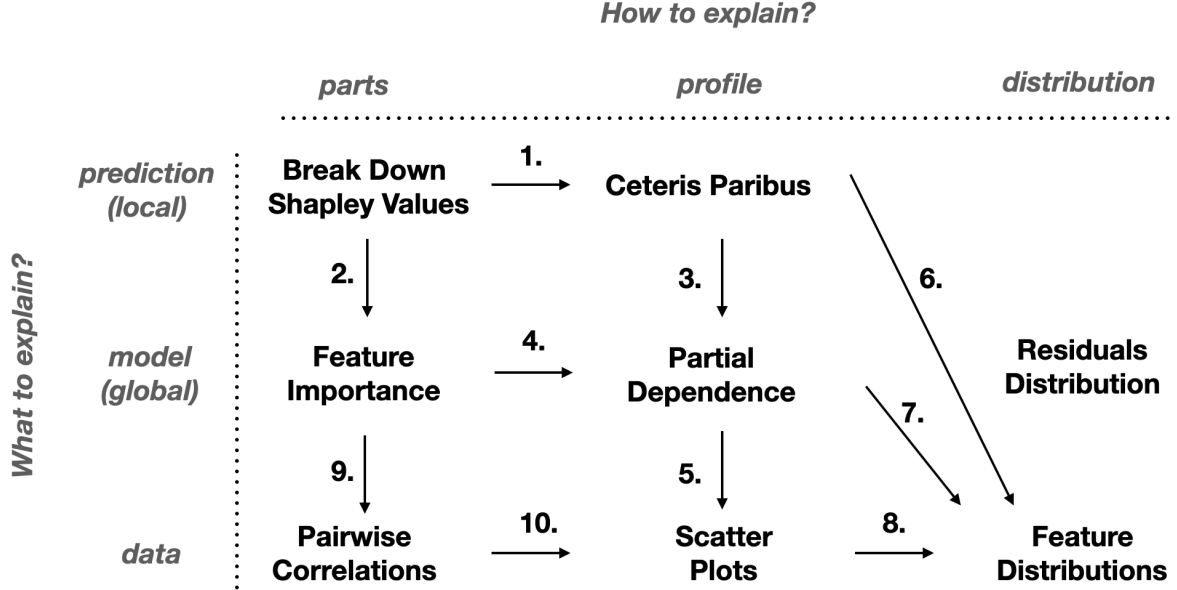 How to explain?
parts
profile
distribution
What to explain?
prediction
(local)
Break Down
Shapley Values
1.
Ceteris Paribus
2.
3.
6.
model
(global)
Feature
Importance
4.
Partial
Dependence
Residuals
Distribution
7.
9.
5.
data
Pairwise
Correlations
10.
Scatter
Plots
8.
Feature
Distributions